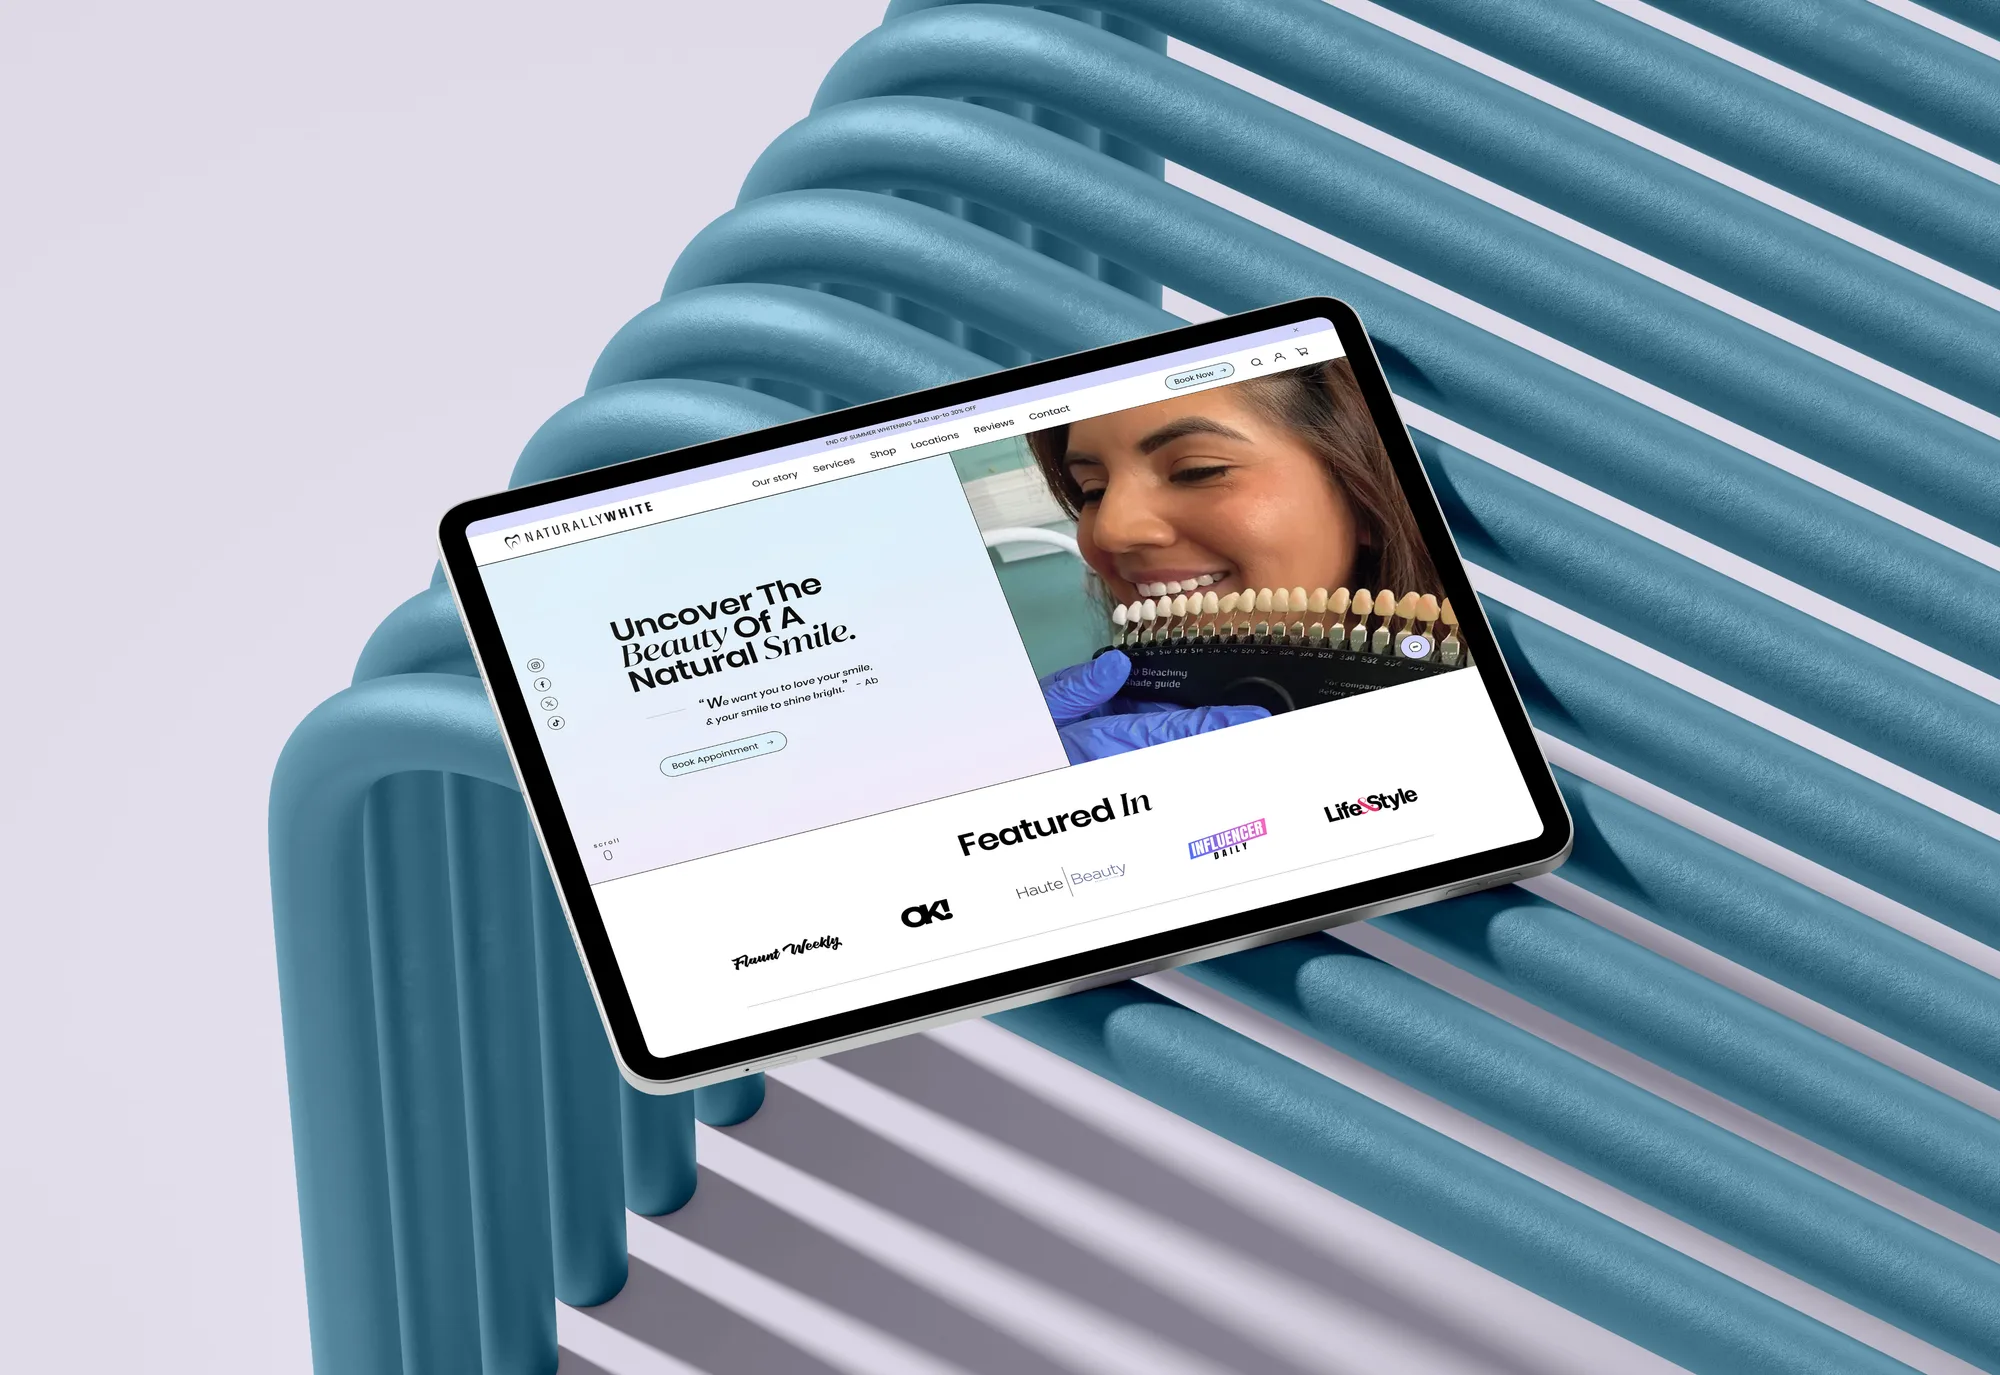 END OF SUMMER WHITENING SALE! up-to 30% OFF
NATURALLYWHITE
Our story
Services
Shop
Locations
Reviews
Contact
Book Now
Uncover The
Beauty Of A
Natural Smile.
“ We want you to love your smile,
& your smile to shine bright.” - Ab
Book Appointment
scroll
Bleaching
guide
Featured In
Flaunt Weekly
OK!
Haute Beauty
INFLUENCER
DAILY
Life&Style